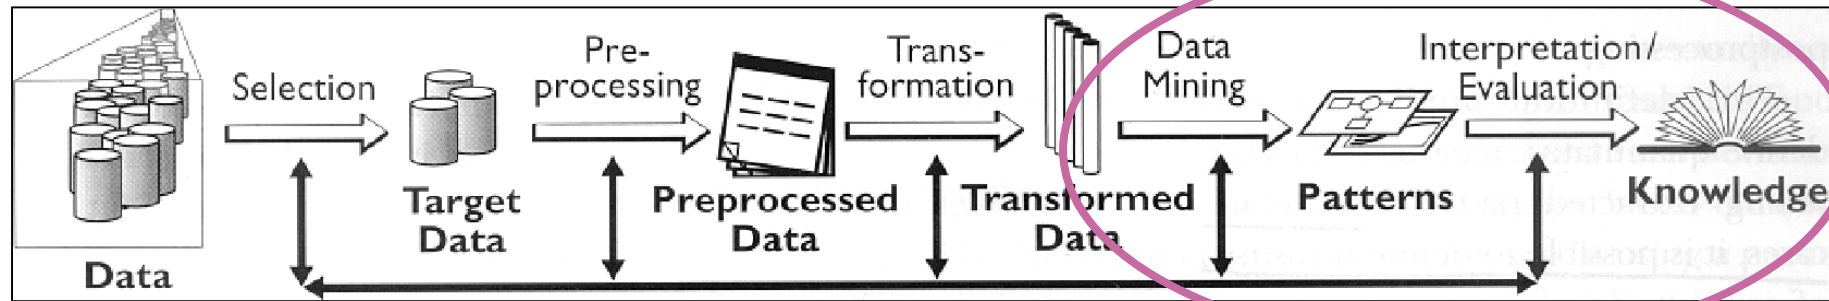 Selection
Pre-
processing
Trans-
formation
Data
Mining
Interpretation/
Evaluation
Data
Target
Data
Preprocessed
Data
Transformed
Data
Patterns
Knowledge